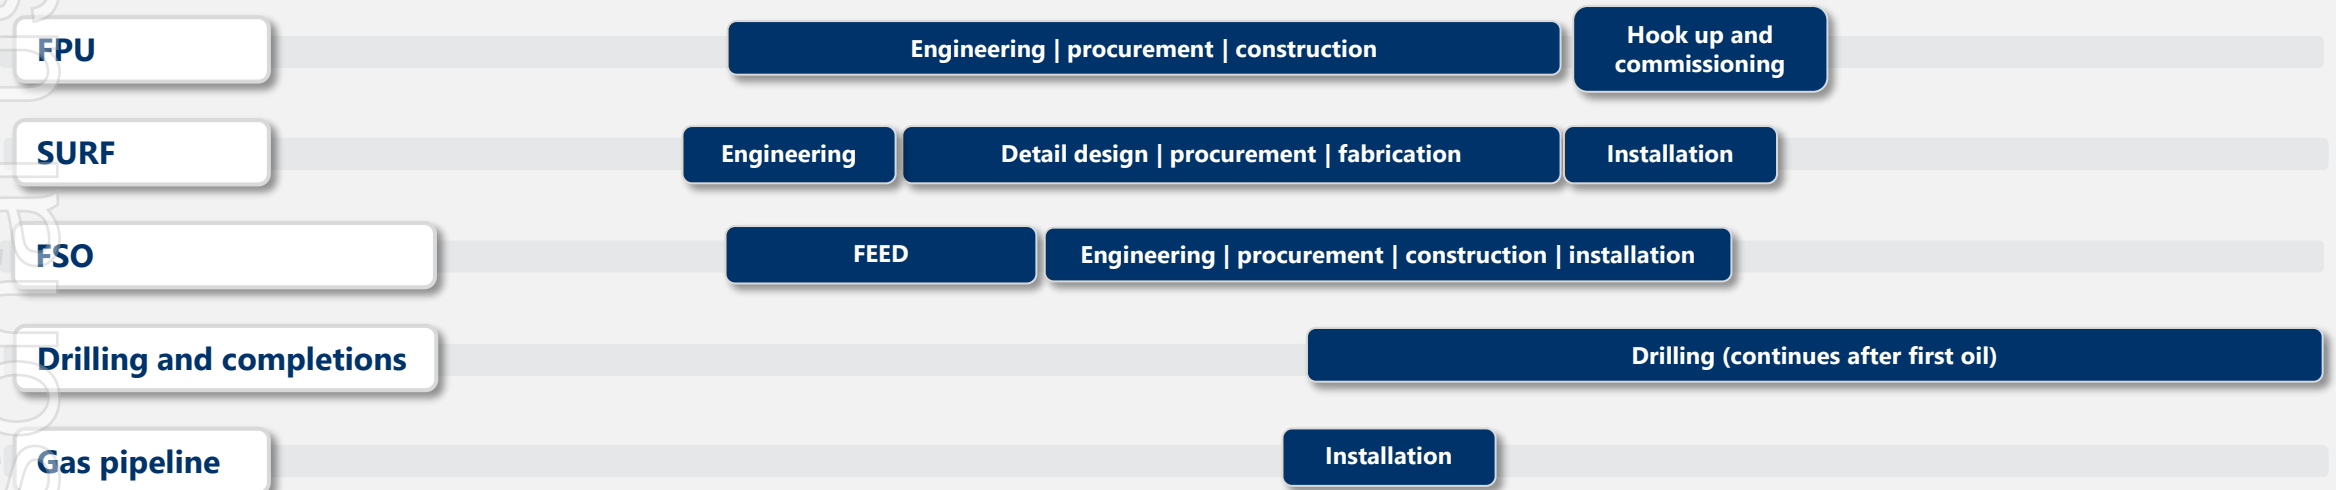 FPU
Engineering | procurement | construction
Hook up and
commissioning
SURF
Engineering
Detail design | procurement | fabrication
Installation
FSO
FEED
Engineering | procurement | construction | installation
Drilling and completions
Drilling (continues after first oil)
Gas pipeline
Installation